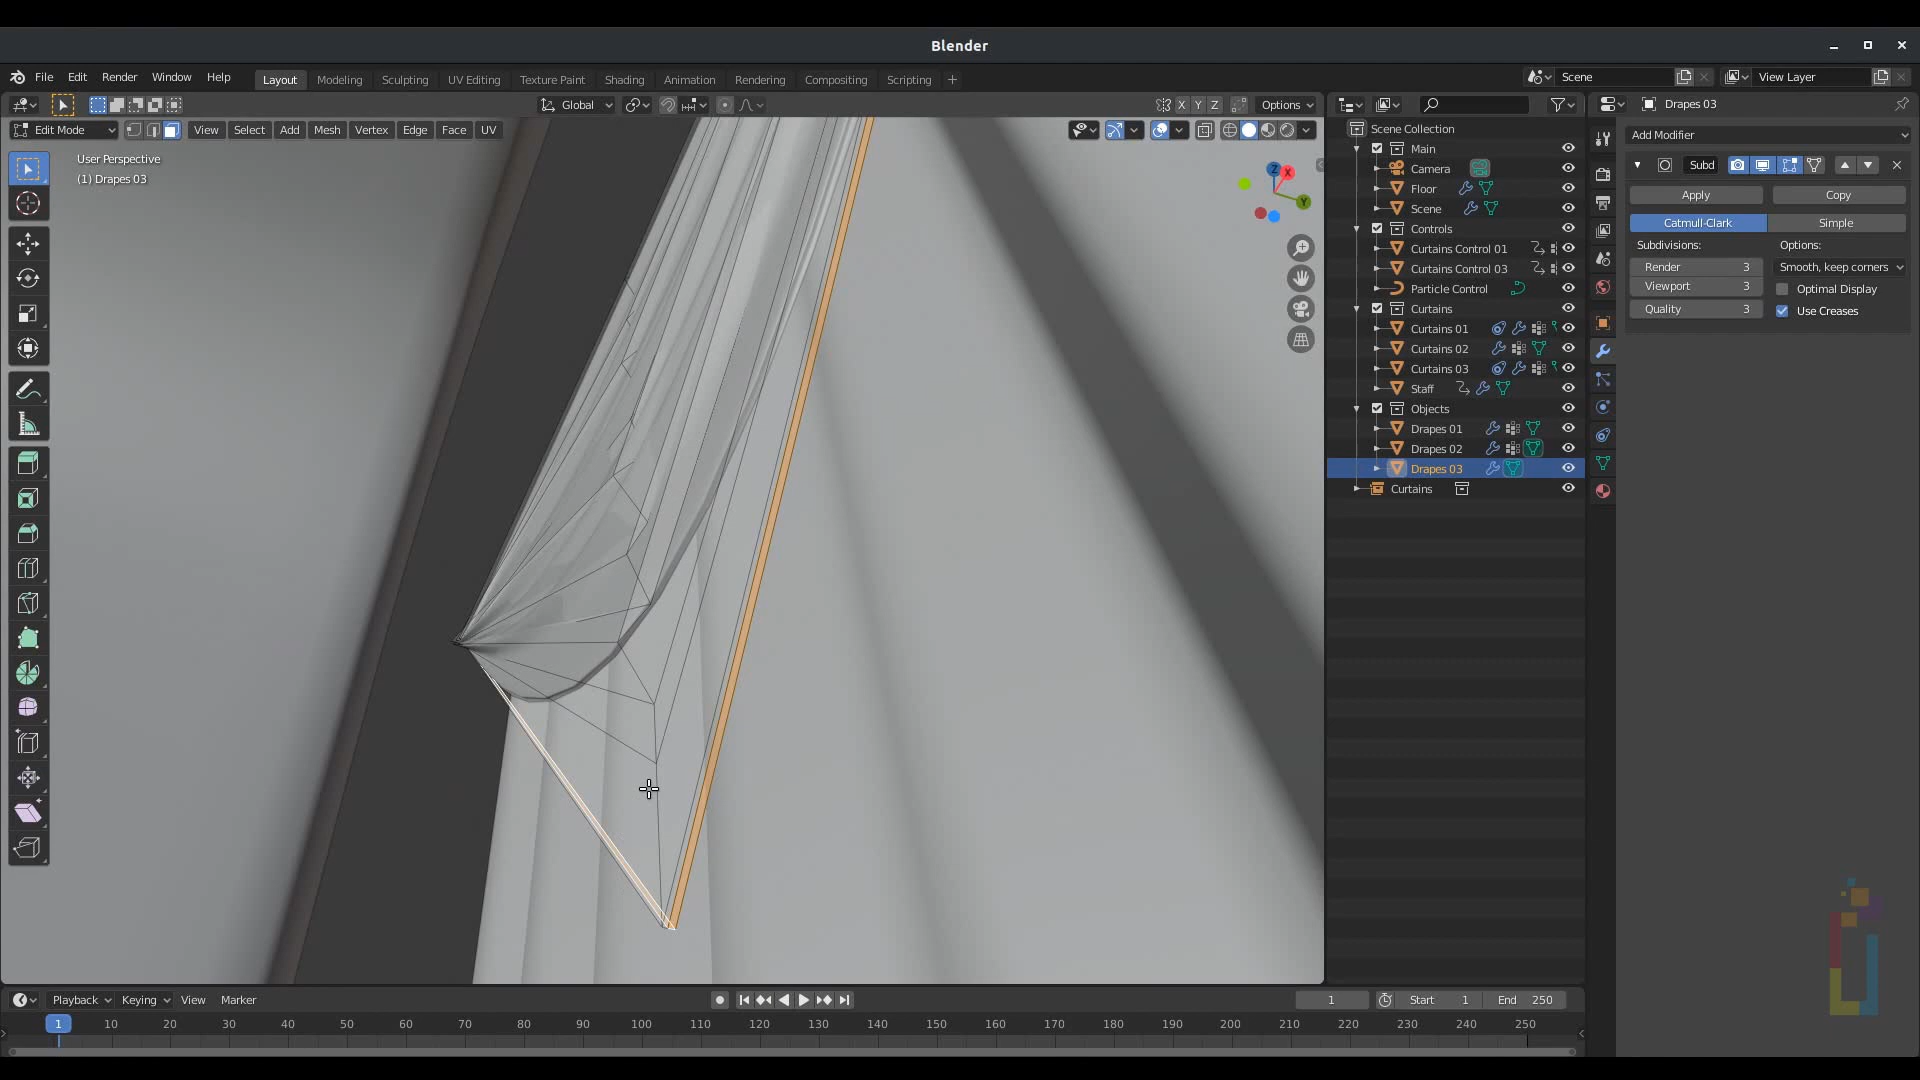 Blender
File Edit Render Window Help
Layout Modeling Sculpting UV Editing Texture Paint Shading Animation Rendering Compositing Scripting
Scene
View Layer
Global
X Y Z
Options
Edit Mode
View Select Add Mesh Vertex Edge Face UV
User Perspective
(1) Drapes 03
Z
X
Y
Scene Collection
Main
Camera
Floor
Scene
Controls
Curtains Control 01
Curtains Control 03
Particle Control
Curtains
Curtains 01
Curtains 02
Curtains 03
Staff
Objects
Drapes 01
Drapes 02
Drapes 03
Curtains
Drapes 03
Add Modifier
Subd
Apply Copy
Catmull-Clark Simple
Subdivisions: Options:
Render 3 Smooth, keep corners
Viewport 3 Optimal Display
Quality 3 Use Creases
Playback Keying View Marker
1 Start 1 End 250
1 10 20 30 40 50 60 70 80 90 100 110 120 130 140 150 160 170 180 190 200 210 220 230 240 250